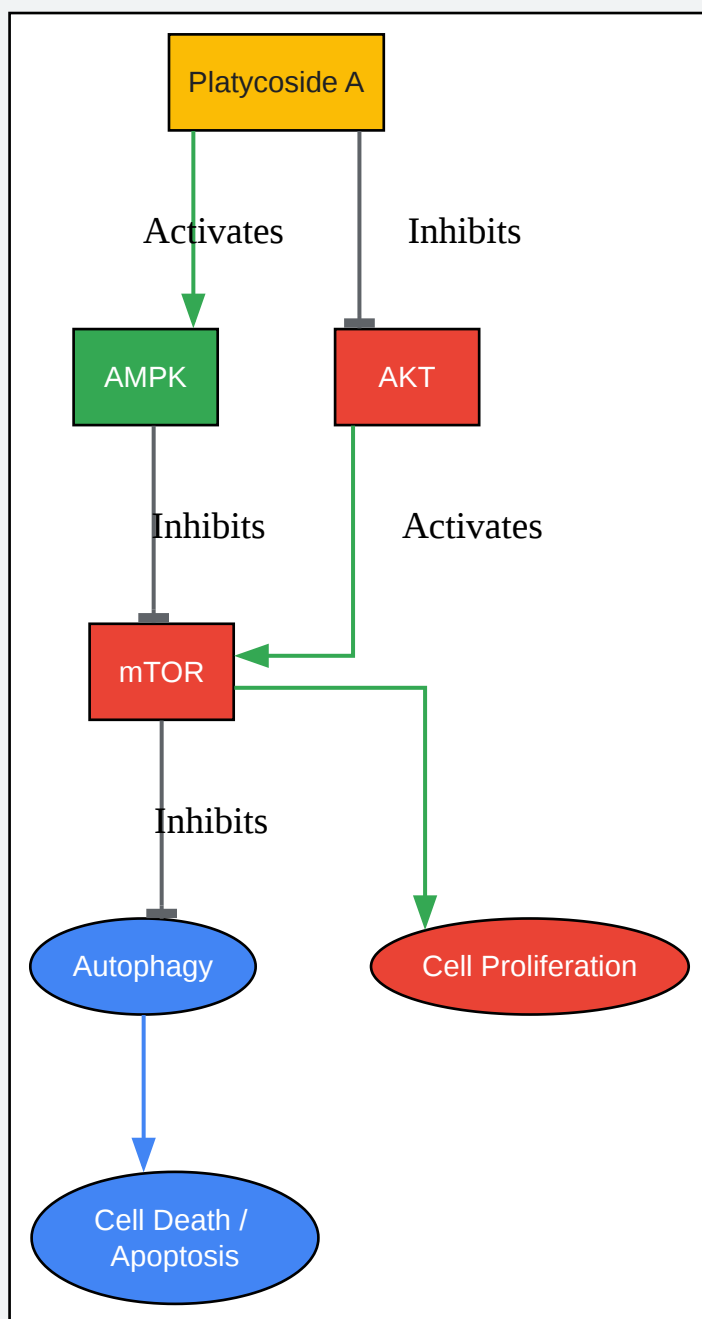 Platycoside A
Activates
Inhibits
AMPK
AKT
Inhibits
Activates
mTOR
Inhibits
Autophagy
Cell Proliferation
Cell Death /
Apoptosis